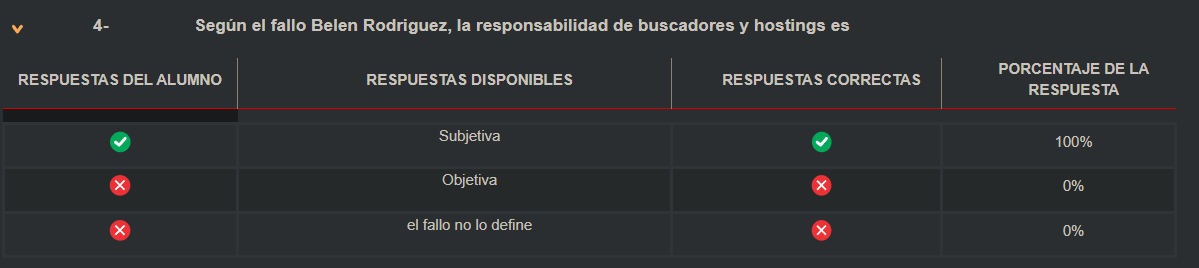 4- Según el fallo Belen Rodriguez, la responsabilidad de buscadores y hostings es
RESPUESTAS DEL ALUMNO RESPUESTAS DISPONIBLES RESPUESTAS CORRECTAS PORCENTAJE DE LA RESPUESTA
Subjetiva 100%
Objetiva 0%
el fallo no lo define 0%